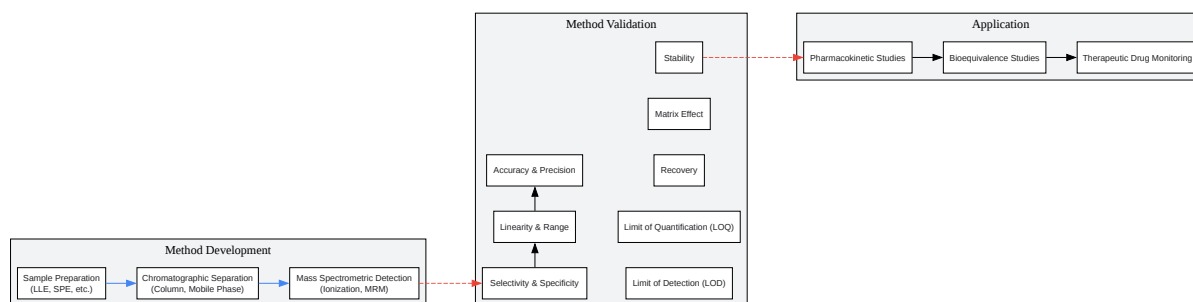 Method Development
Sample Preparation
(LLE, SPE, etc.)
Chromatographic Separation
(Column, Mobile Phase)
Mass Spectrometric Detection
(Ionization, MRM)
Method Validation
Stability
Matrix Effect
Accuracy & Precision
Recovery
Linearity & Range
Limit of Quantification (LOQ)
Selectivity & Specificity
Limit of Detection (LOD)
Application
Pharmacokinetic Studies
Bioequivalence Studies
Therapeutic Drug Monitoring